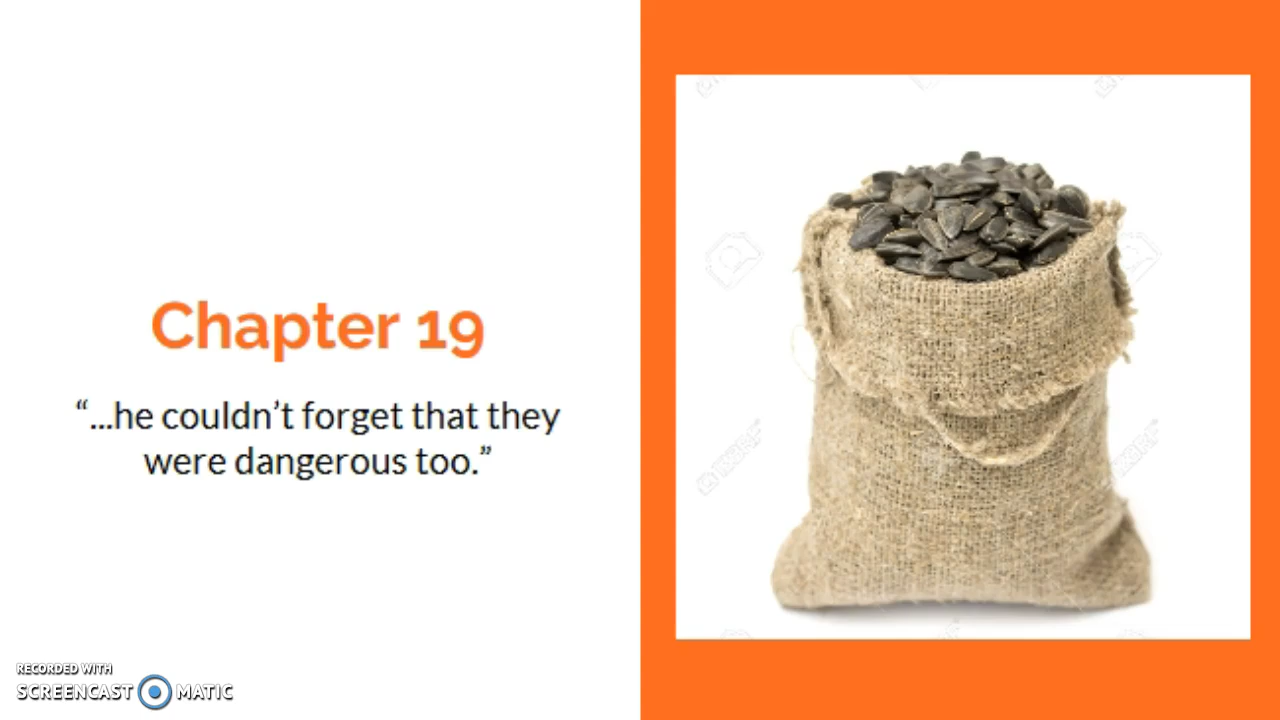 Chapter 19
“...he couldn’t forget that they
were dangerous too.”
RECORDED WITH
SCREENCAST MATIC